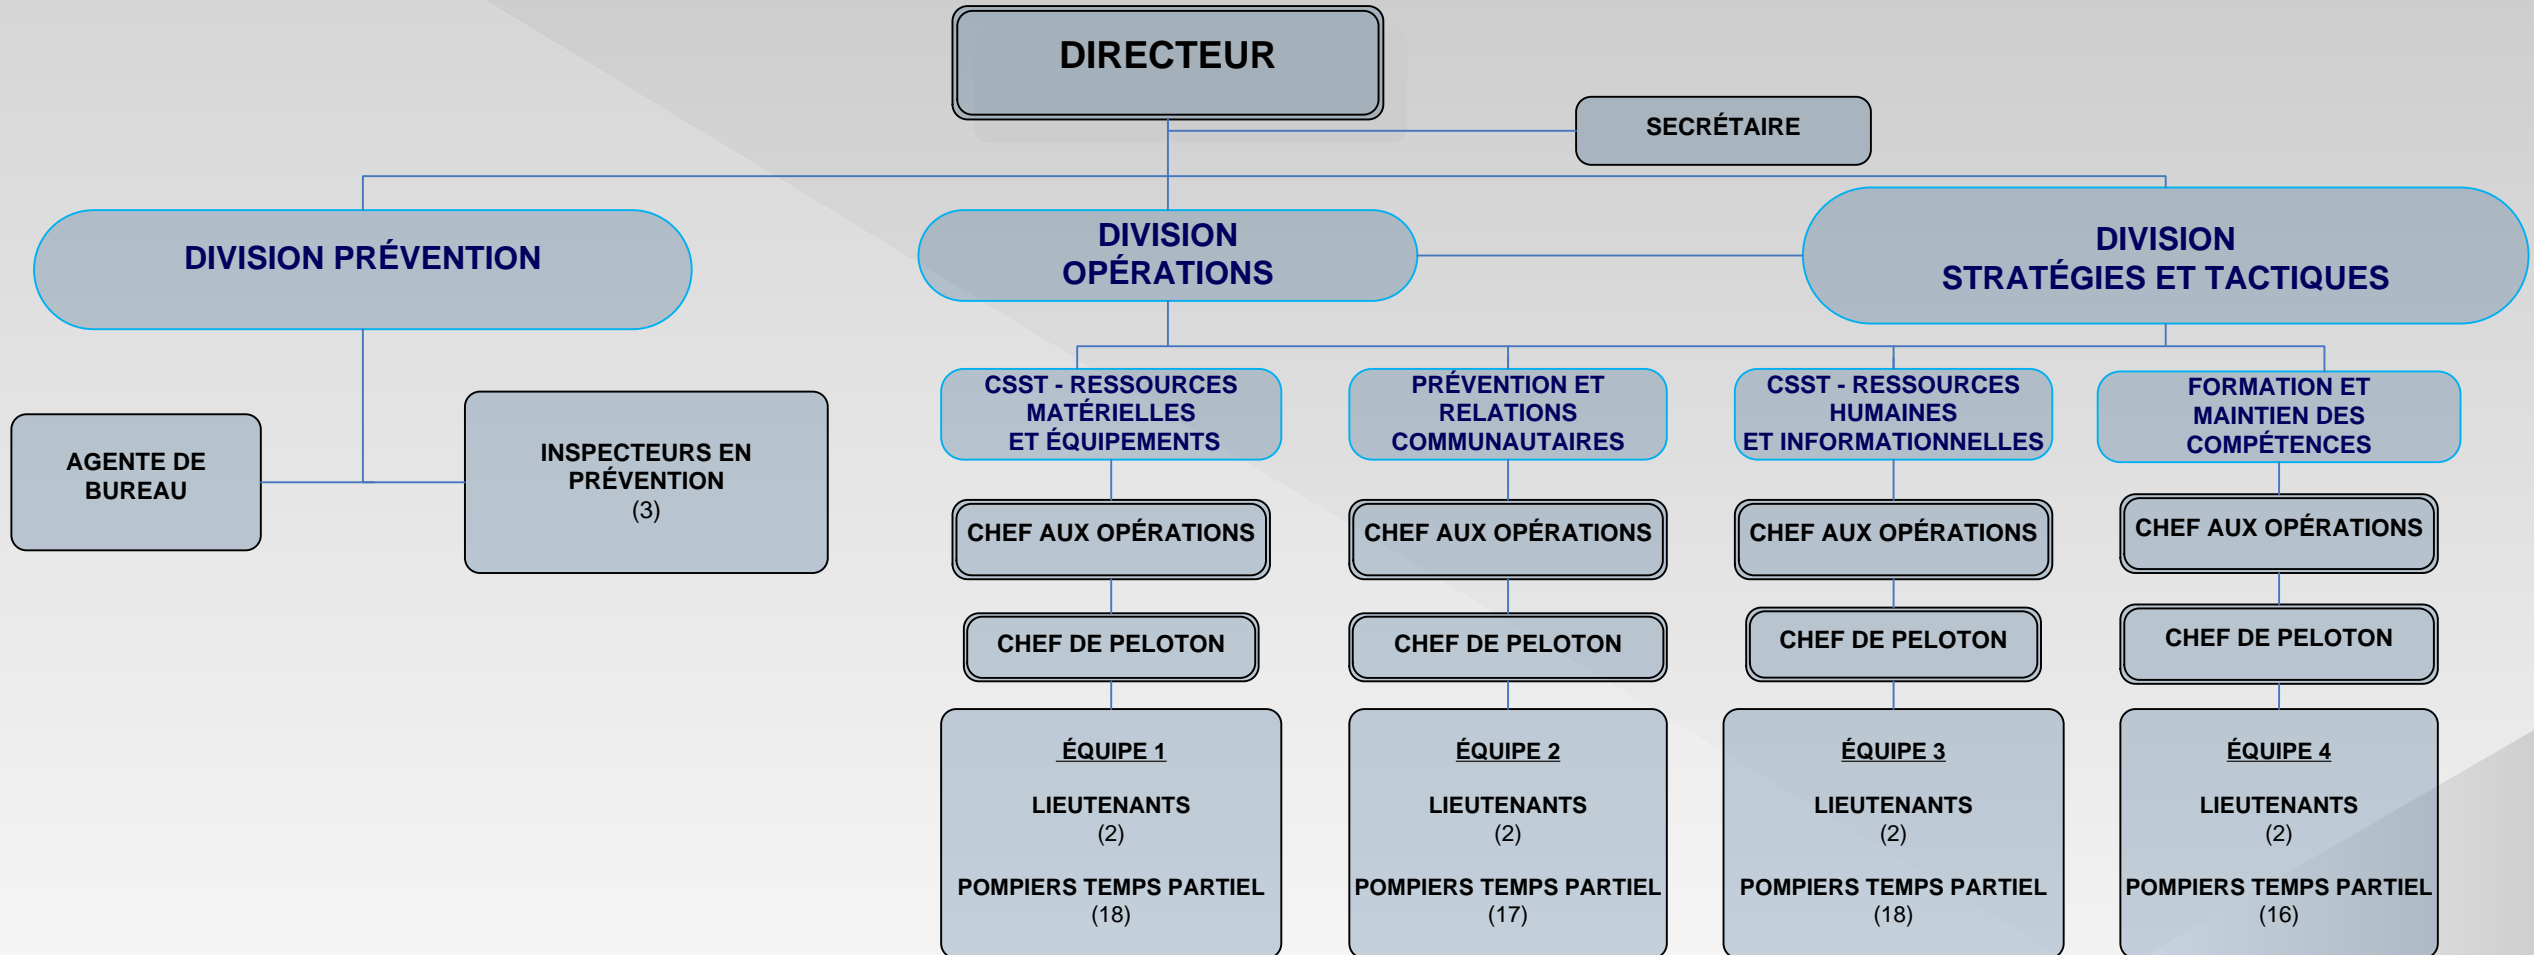 DIRECTEUR
SECRÉTAIRE
DIVISION PRÉVENTION
DIVISION
OPÉRATIONS
DIVISION
STRATÉGIES ET TACTIQUES
AGENTE DE
BUREAU
INSPECTEURS EN
PRÉVENTION
(3)
CSST - RESSOURCES
MATÉRIELLES
ET ÉQUIPEMENTS
PRÉVENTION ET
RELATIONS
COMMUNAUTAIRES
CSST - RESSOURCES
HUMAINES
ET INFORMATIONNELLES
FORMATION ET
MAINTIEN DES
COMPÉTENCES
CHEF AUX OPÉRATIONS
CHEF AUX OPÉRATIONS
CHEF AUX OPÉRATIONS
CHEF AUX OPÉRATIONS
CHEF DE PELOTON
CHEF DE PELOTON
CHEF DE PELOTON
CHEF DE PELOTON
ÉQUIPE 1
LIEUTENANTS
(2)
POMPIERS TEMPS PARTIEL
(18)
ÉQUIPE 2
LIEUTENANTS
(2)
POMPIERS TEMPS PARTIEL
(17)
ÉQUIPE 3
LIEUTENANTS
(2)
POMPIERS TEMPS PARTIEL
(18)
ÉQUIPE 4
LIEUTENANTS
(2)
POMPIERS TEMPS PARTIEL
(16)